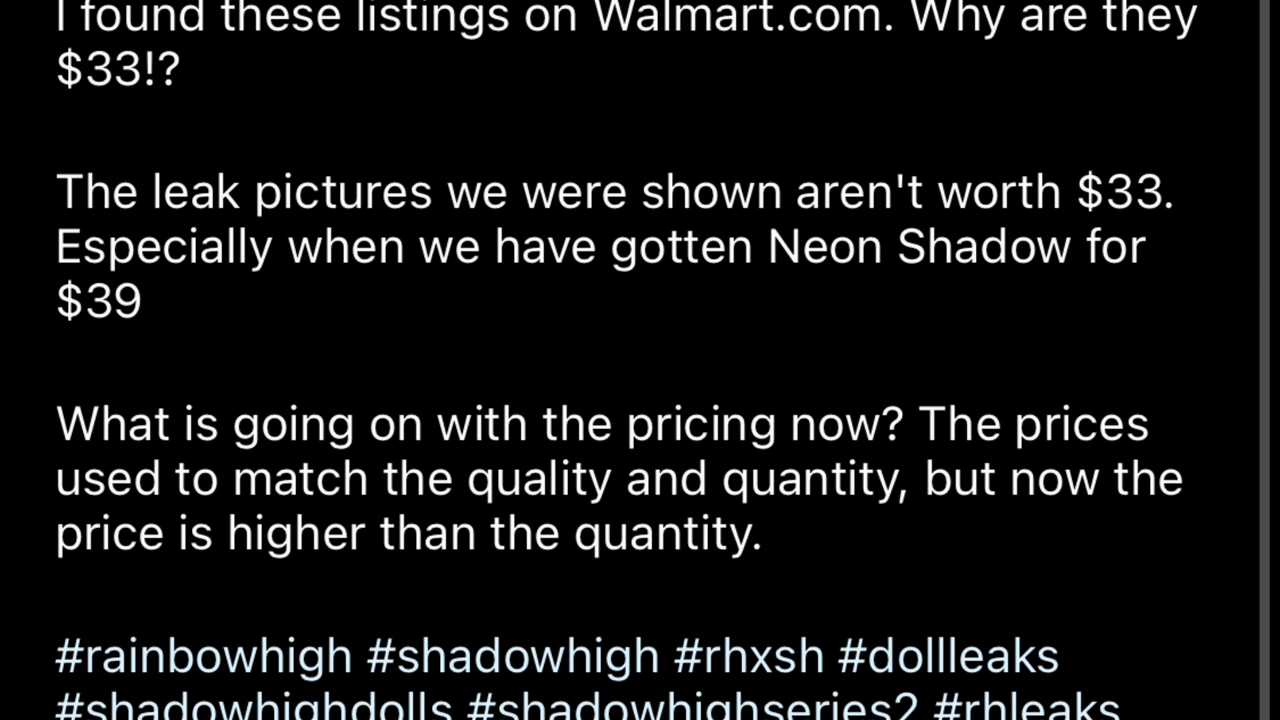 I found these listings on Walmart.com. Why are they
$33!?
The leak pictures we were shown aren't worth $33.
Especially when we have gotten Neon Shadow for
$39
What is going on with the pricing now? The prices
used to match the quality and quantity, but now the
price is higher than the quantity.
#rainbowhigh #shadowhigh #rhxsh #dollleaks
#shadowhighdolls #shadowhighseries2 #rhleaks